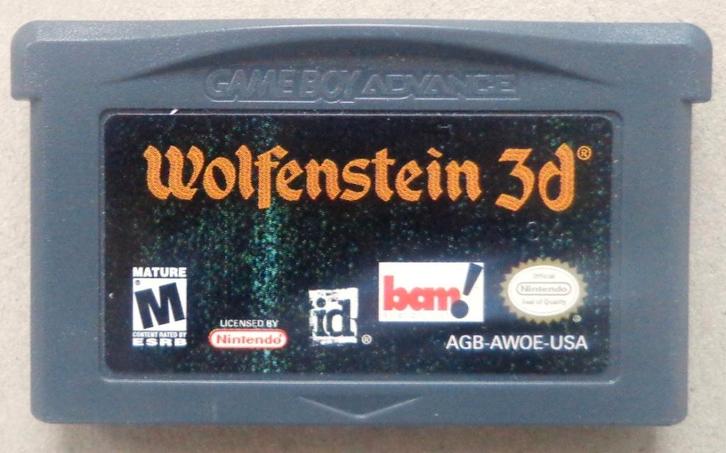 GAME BOY ADVANCE
Wolfenstein 3d®
MATURE
M
CONTENT RATED BY
ESRB
LICENSED BY
Nintendo
id®
bam!
Official
Nintendo
Seal of Quality
AGB-AWOE-USA